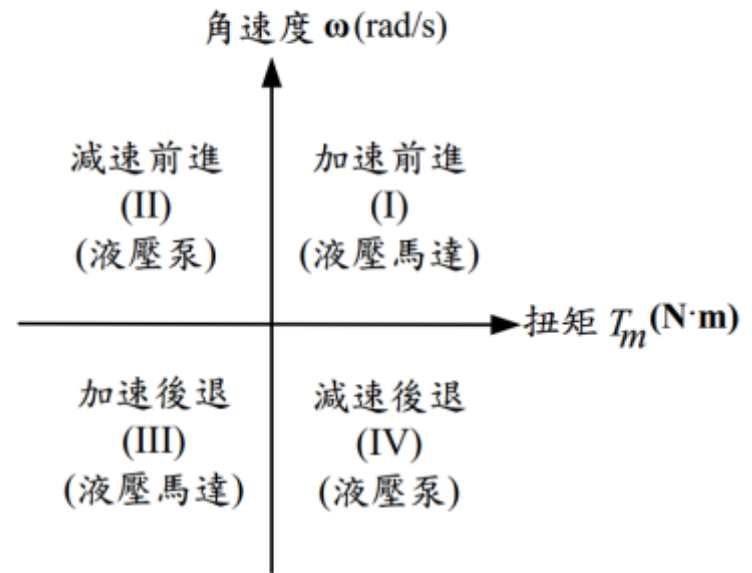 角速度 ω(rad/s)
減速前進
(II)
(液壓泵)
加速前進
(I)
(液壓馬達)
扭矩 Tm(N·m)
加速後退
(III)
(液壓馬達)
減速後退
(IV)
(液壓泵)